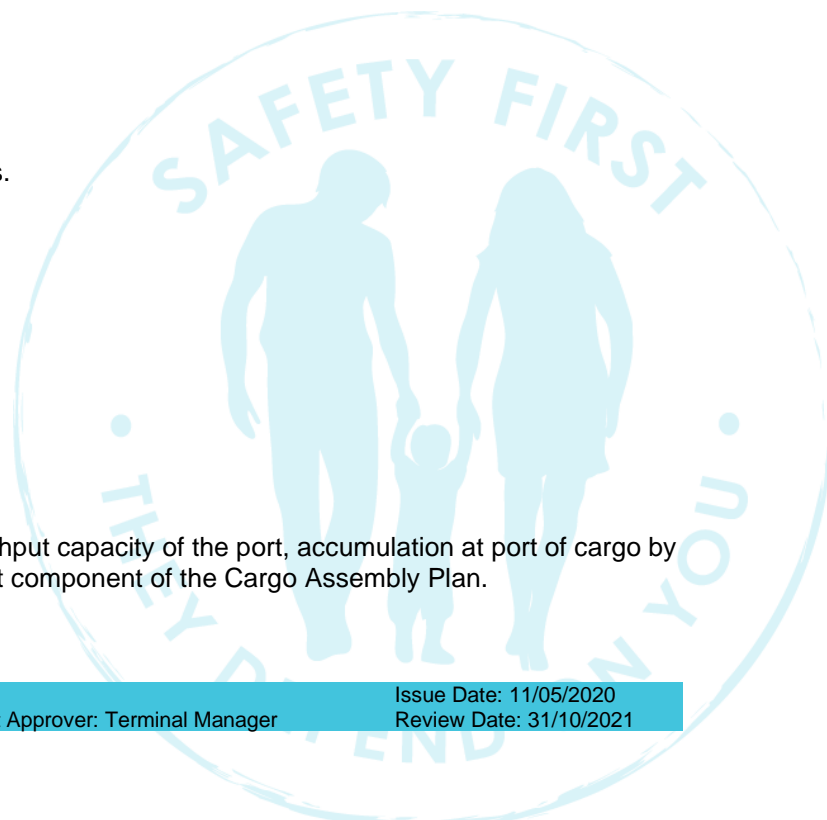 SAFETY FIRST
s.
hput capacity of the port, accumulation at port of cargo by
t component of the Cargo Assembly Plan.
THEY DEPEND ON YOU
Issue Date: 11/05/2020
Approver: Terminal Manager Review Date: 31/10/2021